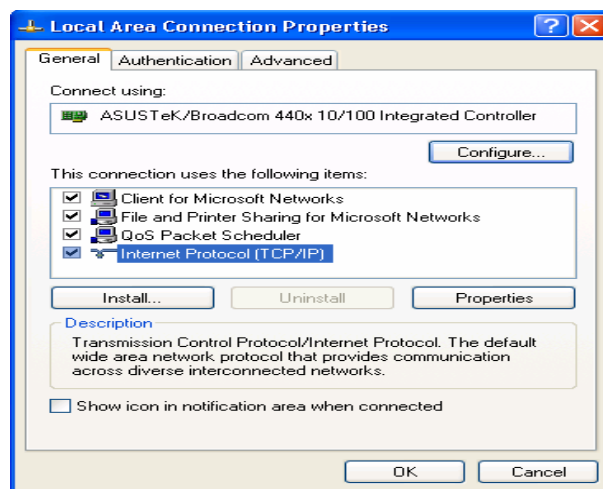 Local Area Connection Properties
General Authentication Advanced
Connect using:
ASUSTeK/Broadcom 440x 10/100 Integrated Controller
Configure...
This connection uses the following items:
Client for Microsoft Networks
File and Printer Sharing for Microsoft Networks
QoS Packet Scheduler
Internet Protocol (TCP/IP)
Install... Uninstall Properties
Description
Transmission Control Protocol/Internet Protocol. The default
wide area network protocol that provides communication
across diverse interconnected networks.
Show icon in notification area when connected
OK Cancel